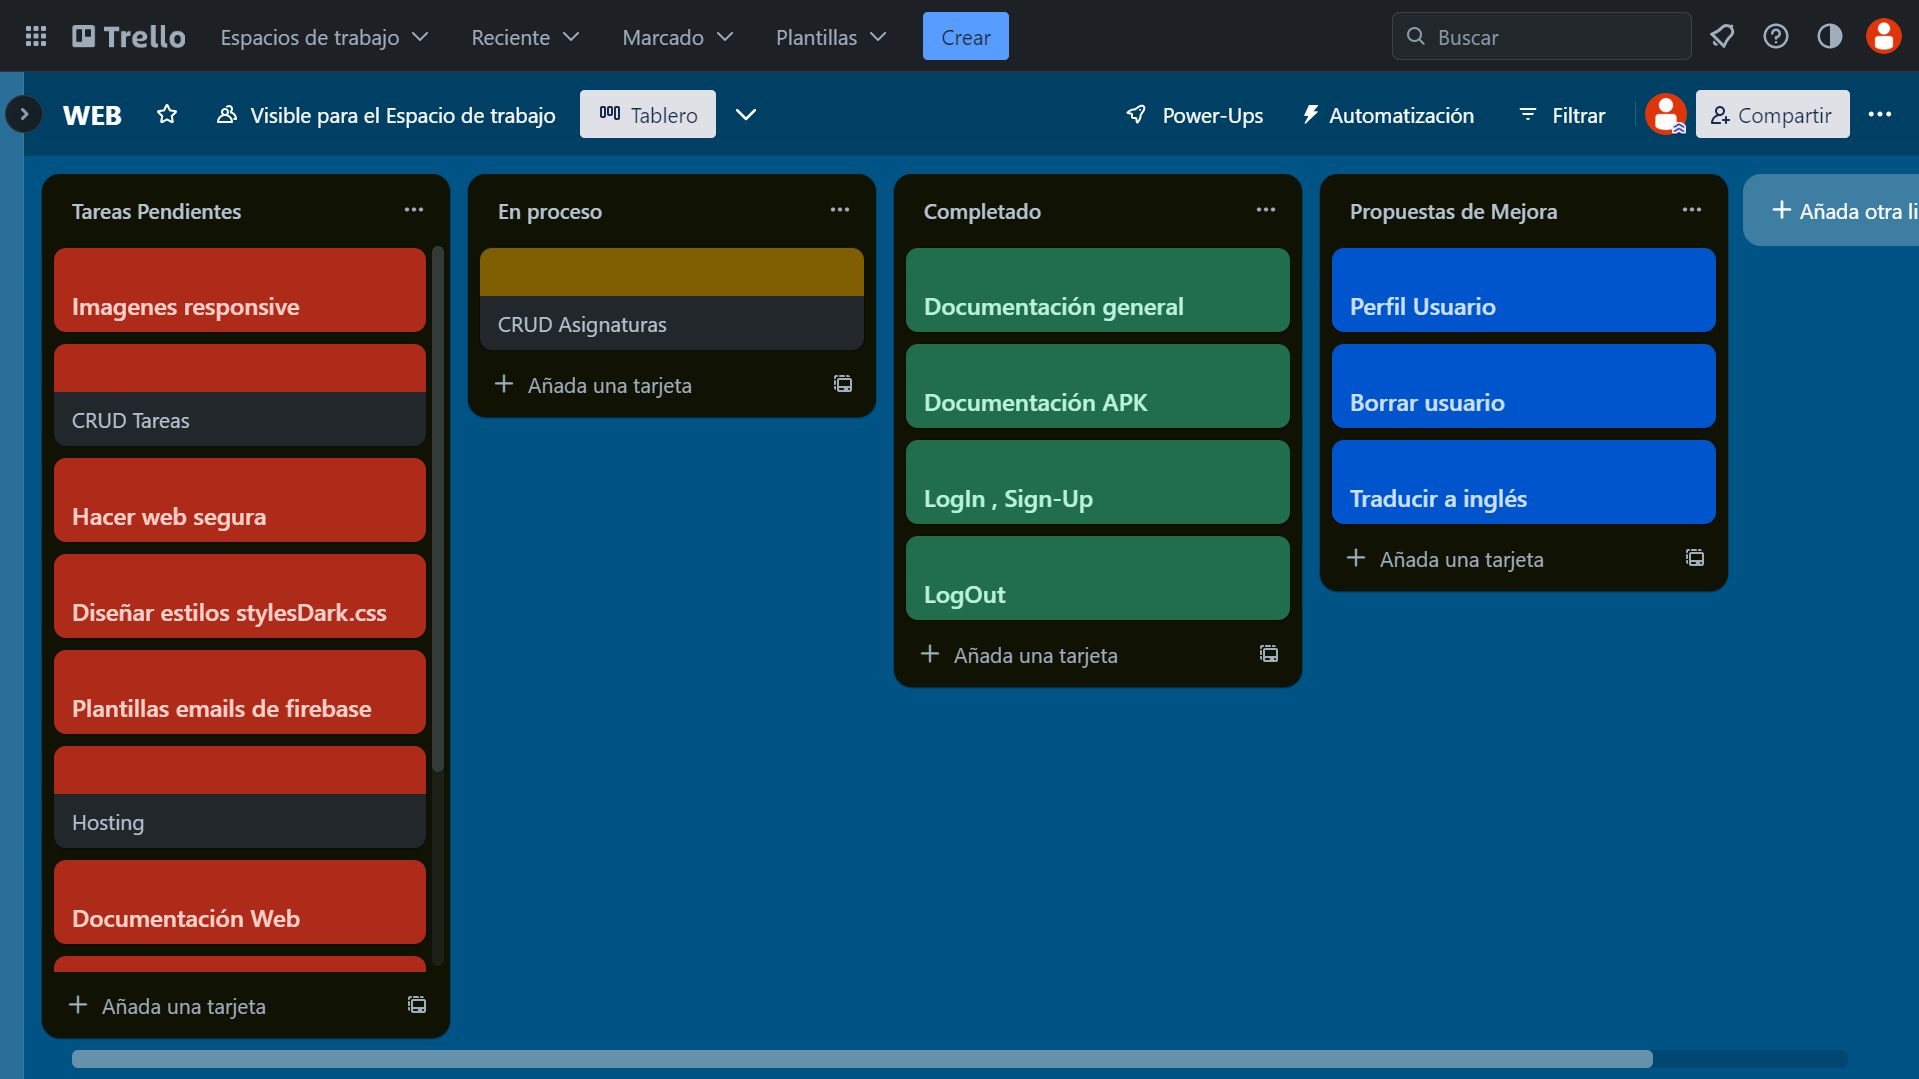 Trello
Espacios de trabajo
Reciente
Marcado
Plantillas
Crear
Buscar
WEB
Visible para el Espacio de trabajo
Tablero
Power-Ups
Automatización
Filtrar
Compartir
Tareas Pendientes
Imagenes responsive
CRUD Tareas
Hacer web segura
Diseñar estilos stylesDark.css
Plantillas emails de firebase
Hosting
Documentación Web
Añada una tarjeta
En proceso
CRUD Asignaturas
Añada una tarjeta
Completado
Documentación general
Documentación APK
LogIn , Sign-Up
LogOut
Añada una tarjeta
Propuestas de Mejora
Perfil Usuario
Borrar usuario
Traducir a inglés
Añada una tarjeta
Añada otra li